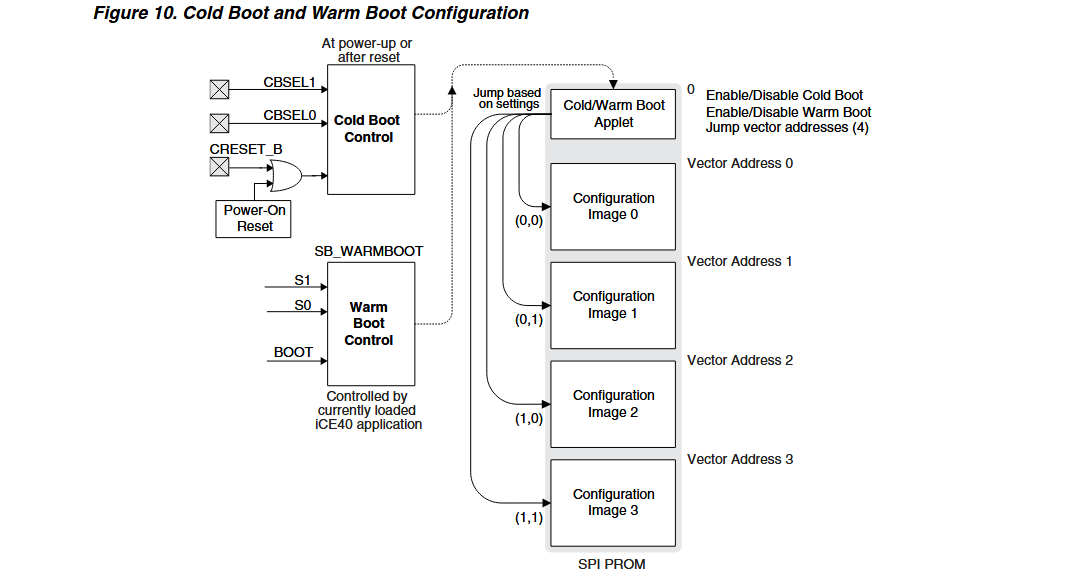 Figure 10. Cold Boot and Warm Boot Configuration
At power-up or
after reset
CBSEL1
CBSEL0
Cold Boot
Control
CRESET_B
Power-On
Reset
SB_WARMBOOT
S1
S0
BOOT
Warm
Boot
Control
Controlled by
currently loaded
iCE40 application
Jump based
on settings
Cold/Warm Boot
Applet
0
Enable/Disable Cold Boot
Enable/Disable Warm Boot
Jump vector addresses (4)
Vector Address 0
Configuration
Image 0
(0,0)
Vector Address 1
Configuration
Image 1
(0,1)
Vector Address 2
Configuration
Image 2
(1,0)
Vector Address 3
Configuration
Image 3
(1,1)
SPI PROM